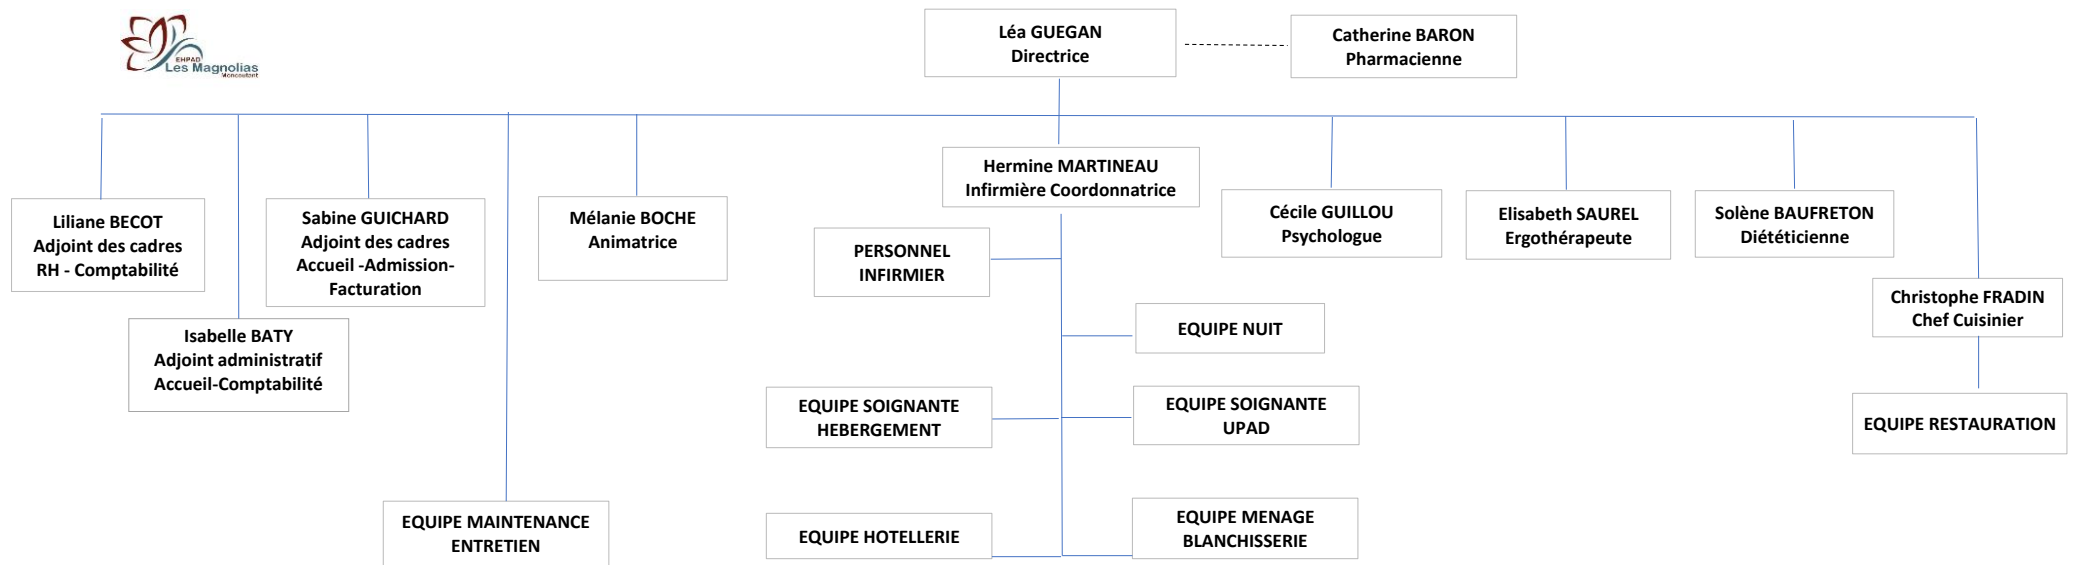 EHPAD
Les Magnolias
Moncoutant
Léa GUEGAN
Directrice
Catherine BARON
Pharmacienne
Hermine MARTINEAU
Infirmière Coordonnatrice
Liliane BECOT
Adjoint des cadres
RH - Comptabilité
Isabelle BATY
Adjoint administratif
Accueil-Comptabilité
Sabine GUICHARD
Adjoint des cadres
Accueil -Admission-
Facturation
Mélanie BOCHE
Animatrice
Cécile GUILLOU
Psychologue
Elisabeth SAUREL
Ergothérapeute
Solène BAUFRETON
Diététicienne
Christophe FRADIN
Chef Cuisinier
PERSONNEL
INFIRMIER
EQUIPE NUIT
EQUIPE SOIGNANTE
HEBERGEMENT
EQUIPE SOIGNANTE
UPAD
EQUIPE RESTAURATION
EQUIPE MAINTENANCE
ENTRETIEN
EQUIPE HOTELLERIE
EQUIPE MENAGE
BLANCHISSERIE